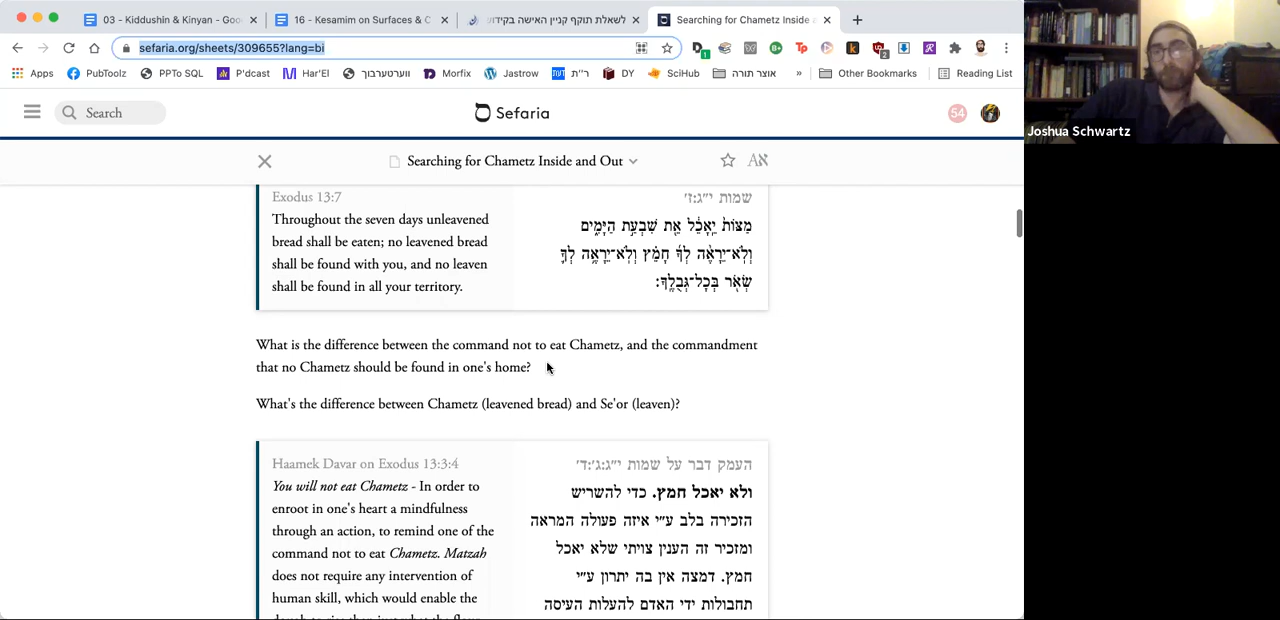 03 - Kiddushin & Kinyan - Goo
16 - Kesamim on Surfaces & C
לשאלת תוקף קניין האישה בקידוש
Searching for Chametz Inside a
sefaria.org/sheets/309655?lang=bi
Apps
PubToolz
PPTo SQL
P'dcast
Har'El
ווערטערבוך
Morfix
Jastrow
ר״ת
DY
SciHub
אוצר תורה
»
Other Bookmarks
Reading List
Search
Sefaria
54
Searching for Chametz Inside and Out
Exodus 13:7
Throughout the seven days unleavened
bread shall be eaten; no leavened bread
shall be found with you, and no leaven
shall be found in all your territory.
שמות י״ג:ז׳
מַצּוֹת֙ יֵֽאָכֵ֔ל אֵ֖ת שִׁבְעַ֣ת הַיָּמִ֑ים
וְלֹֽא־יֵרָאֶ֨ה לְךָ֜ חָמֵ֗ץ וְלֹֽא־יֵרָאֶ֥ה לְךָ֛
שְׂאֹ֖ר בְּכָל־גְּבֻלֶֽךָ׃
What is the difference between the command not to eat Chametz, and the commandment
that no Chametz should be found in one's home?
What's the difference between Chametz (leavened bread) and Se'or (leaven)?
Haamek Davar on Exodus 13:3:4
You will not eat Chametz - In order to
enroot in one's heart a mindfulness
through an action, to remind one of the
command not to eat Chametz. Matzah
does not require any intervention of
human skill, which would enable the
העמק דבר על שמות י״ג:ג׳:ד׳
ולא יאכל חמץ. כדי להשריש
הזכירה בלב ע״י איזה פעולה המראה
ומזכיר זה הענין צויתי שלא יאכל
חמץ. דמצה אין בה יתרון ע״י
תחבולות ידי האדם להעלות העיסה
Joshua Schwartz